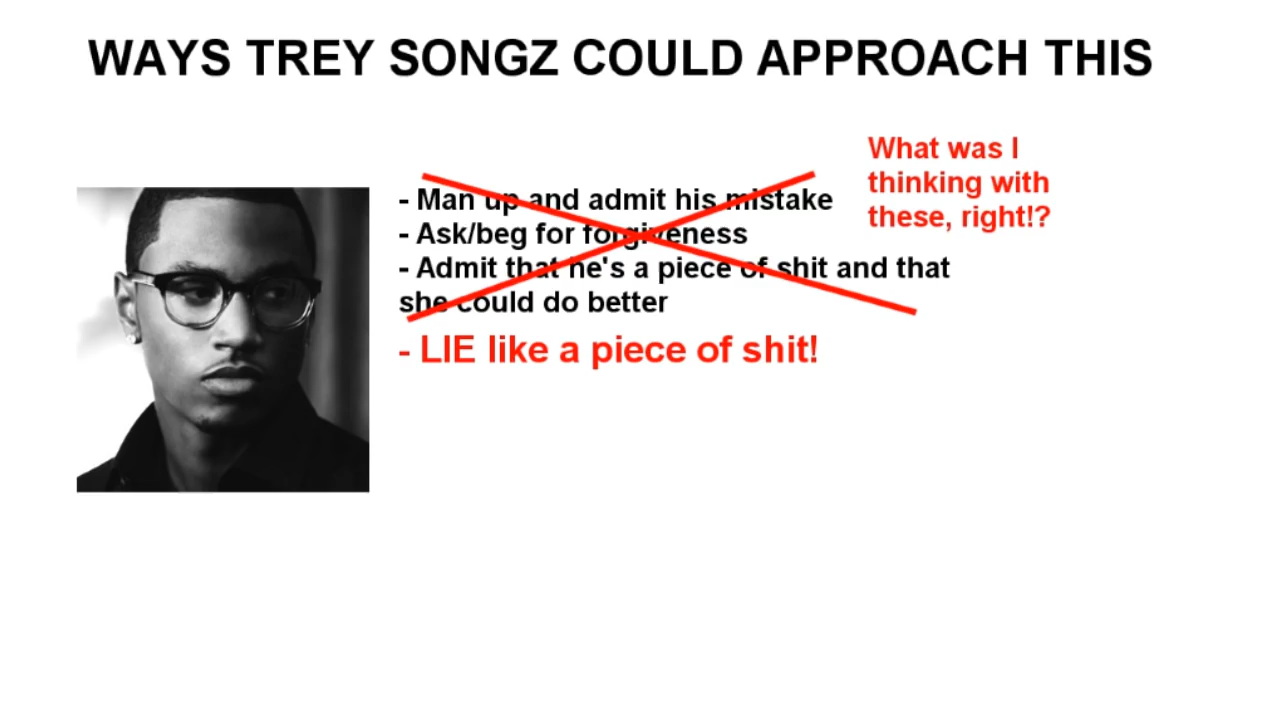 WAYS TREY SONGZ COULD APPROACH THIS
What was I
thinking with
these, right!?
- Man up and admit his mistake
- Ask/beg for forgiveness
- Admit that he's a piece of shit and that
she could do better
- LIE like a piece of shit!